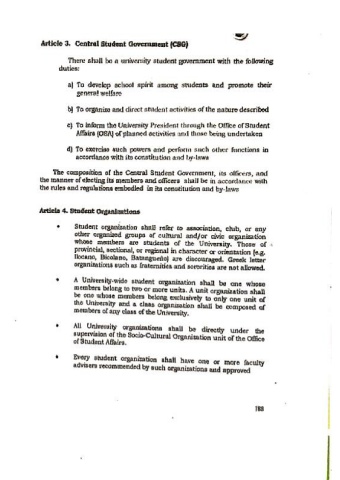 Article 3. Central Student Government (CSG)
There shall be a university student government with the following
duties:
a) To develop school spirit among students and promote their
general welfare
b) To organize and direct student activities of the nature described
c) To inform the University President through the Office of Student
Affairs (OSA) of planned activities and those being undertaken
d) To exercise such powers and perform such other functions in
accordance with its constitution and by-laws
The composition of the Central Student Government, its officers, and
the manner of electing its members and officers shall be in accordance with
the rules and regulations embodied in its constitution and by-laws
Article 4. Student Organizations
• Student organization shall refer to association, club, or any
other organized groups of cultural and/or civic organization
whose members are students of the University. Those of
provincial, sectional, or regional in character or orientation (e.g.
Ilocano, Bicolano, Batangueño) are discouraged. Greek letter
organizations such as fraternities and sororities are not allowed.
• A University-wide student organization shall be one whose
members belong to two or more units. A unit organization shall
be one whose members belong exclusively to only one unit of
the University and a class organization shall be composed of
members of any class of the University.
• All University organizations shall be directly under the
supervision of the Socio-Cultural Organization unit of the Office
of Student Affairs.
• Every student organization shall have one or more faculty
advisers recommended by such organizations and approved